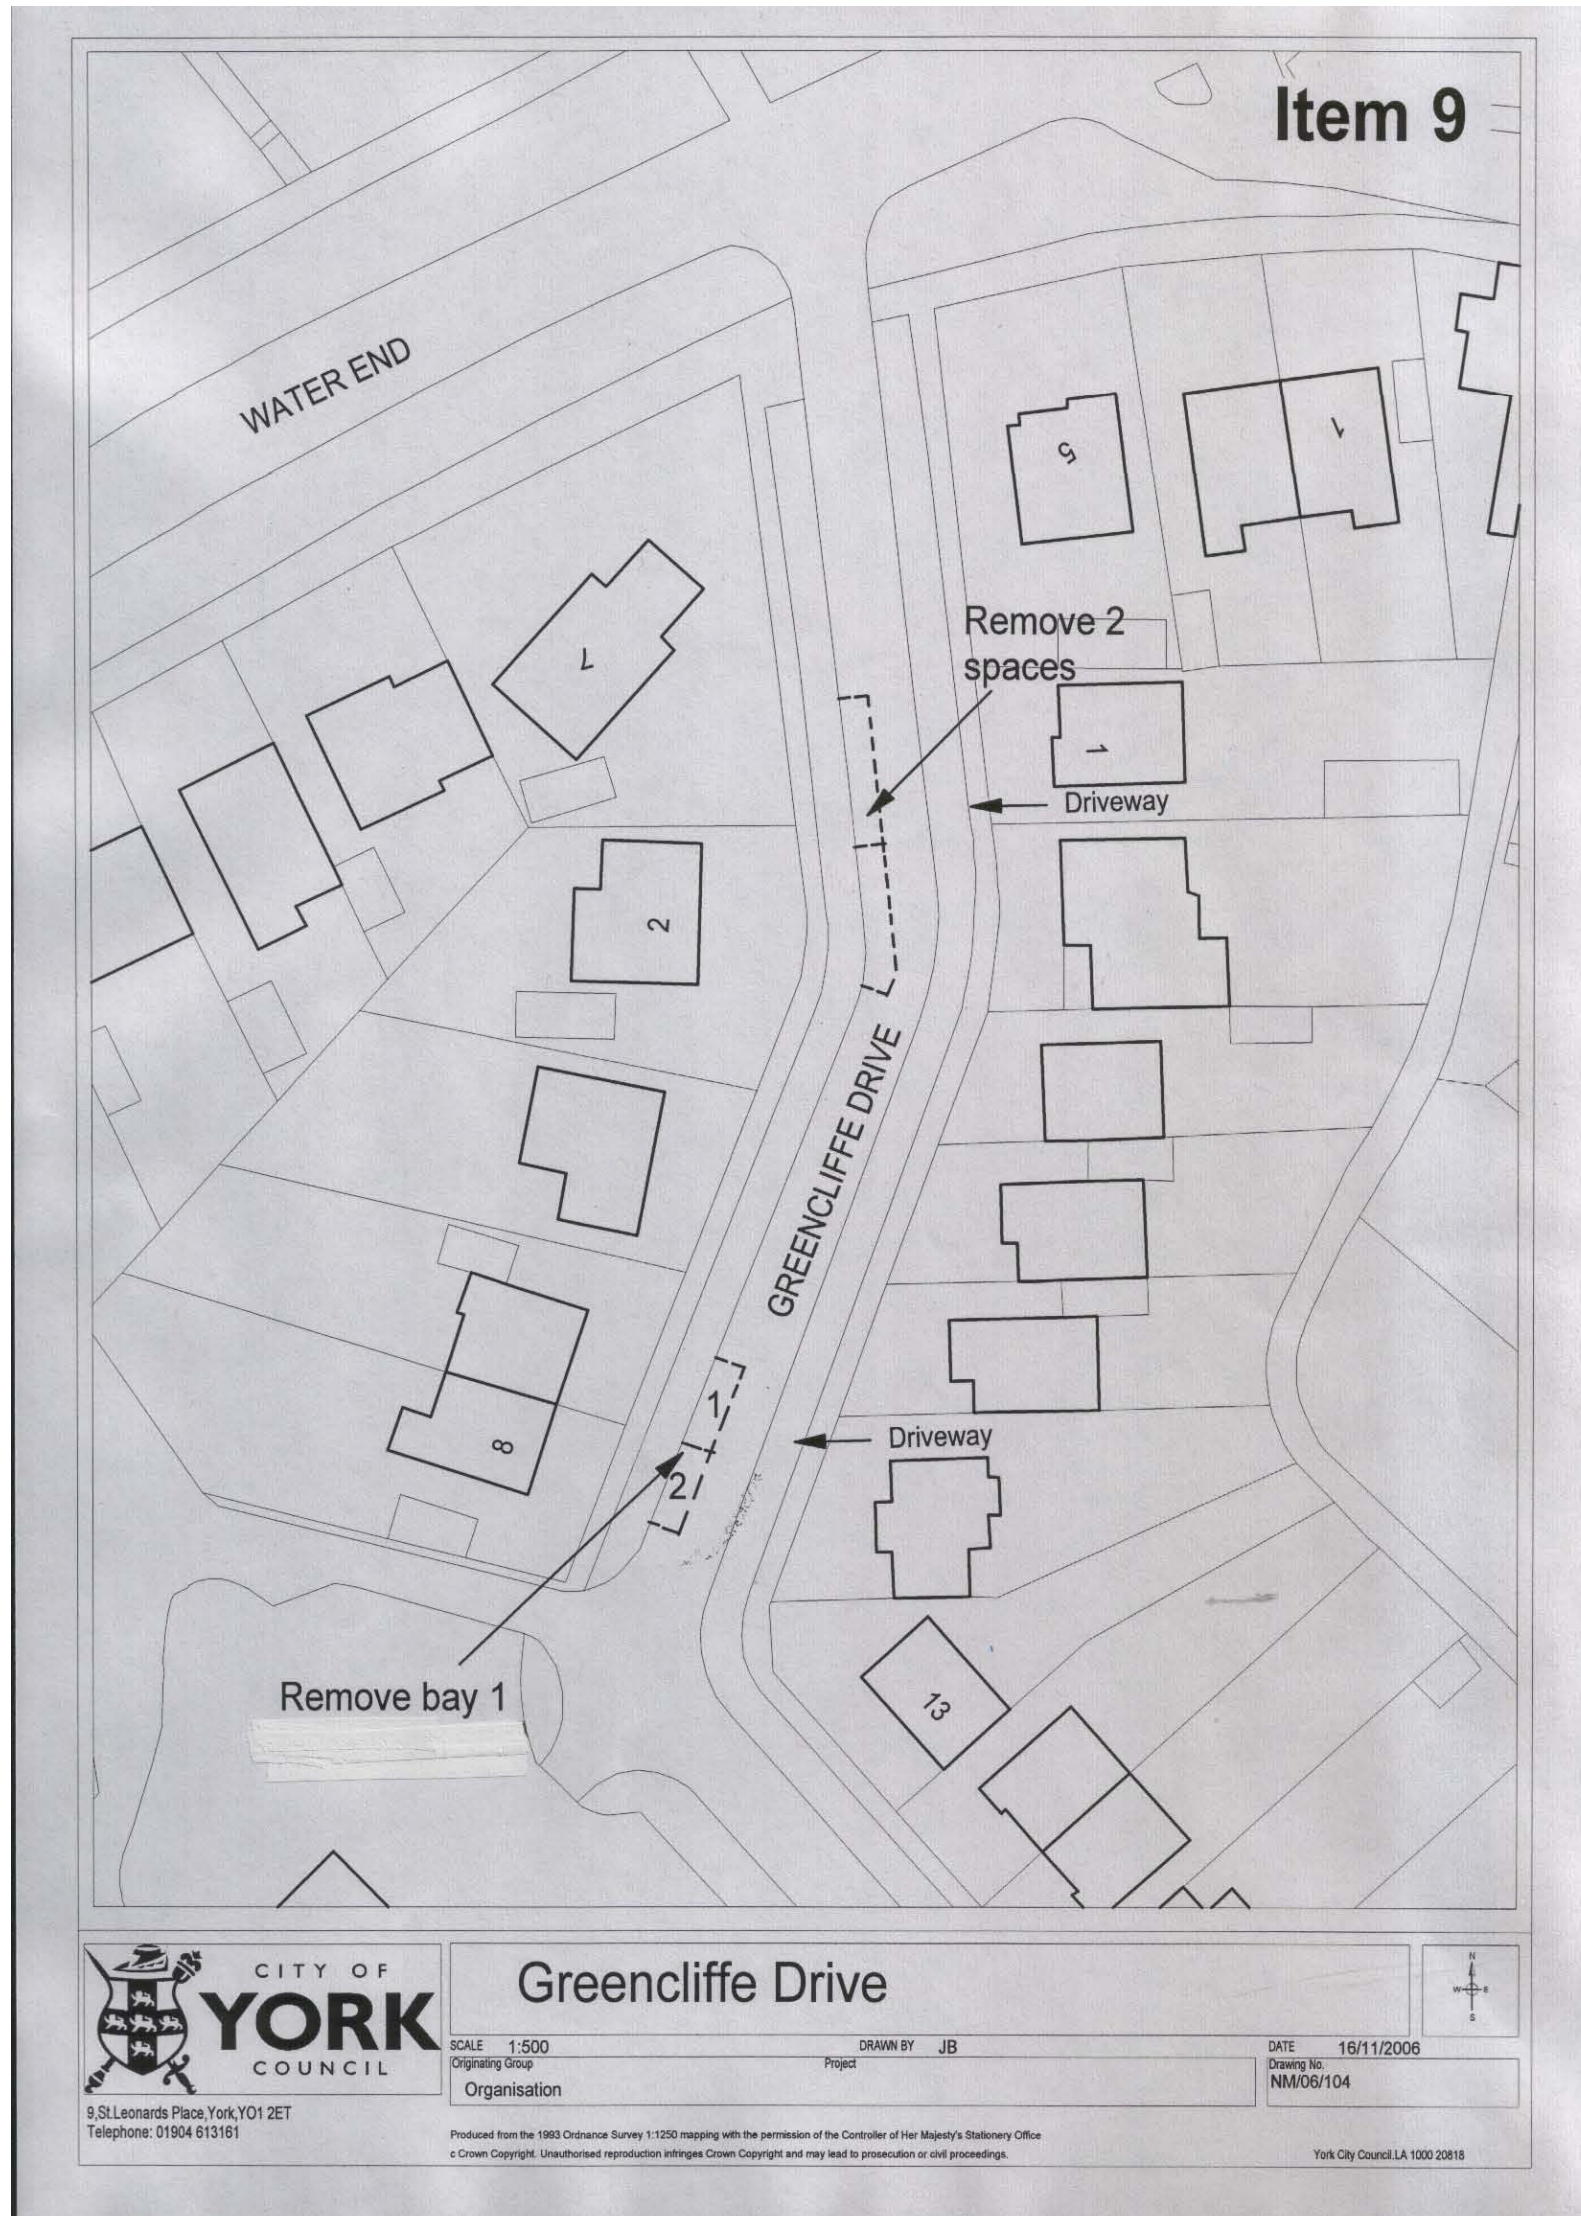 Item 9
WATER END
5
1
Remove 2
spaces
7
1
Driveway
2
GREENCLIFFE DRIVE
1
Driveway
8
2
Remove bay 1
13
CITY OF
YORK
COUNCIL
Greencliffe Drive
N
W E
S
SCALE 1:500
DRAWN BY JB
DATE 16/11/2006
Originating Group
Organisation
Project
Drawing No.
NM/06/104
9,St.Leonards Place,York,YO1 2ET
Telephone: 01904 613161
Produced from the 1993 Ordnance Survey 1:1250 mapping with the permission of the Controller of Her Majesty's Stationery Office
c Crown Copyright. Unauthorised reproduction infringes Crown Copyright and may lead to prosecution or civil proceedings.
York City Council.LA 1000 20818